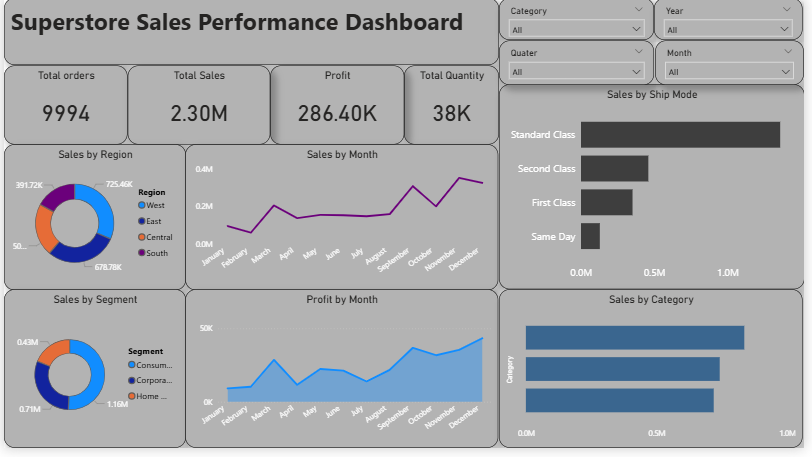 Superstore Sales Performance Dashboard
Category
All
Year
All
Quater
All
Month
All
Total orders
9994
Total Sales
2.30M
Profit
286.40K
Total Quantity
38K
Sales by Region
391.72K
725.46K
50...
678.78K
Region
West
East
Central
South
Sales by Month
0.4M
0.2M
0.0M
January
February
March
April
May
June
July
August
September
October
November
December
Sales by Ship Mode
Standard Class
Second Class
First Class
Same Day
0.0M
0.5M
1.0M
Sales by Segment
0.43M
0.71M
1.16M
Segment
Consum...
Corpora...
Home ...
Profit by Month
50K
0K
January
February
March
April
May
June
July
August
September
October
November
December
Sales by Category
Category
0.0M
0.5M
1.0M